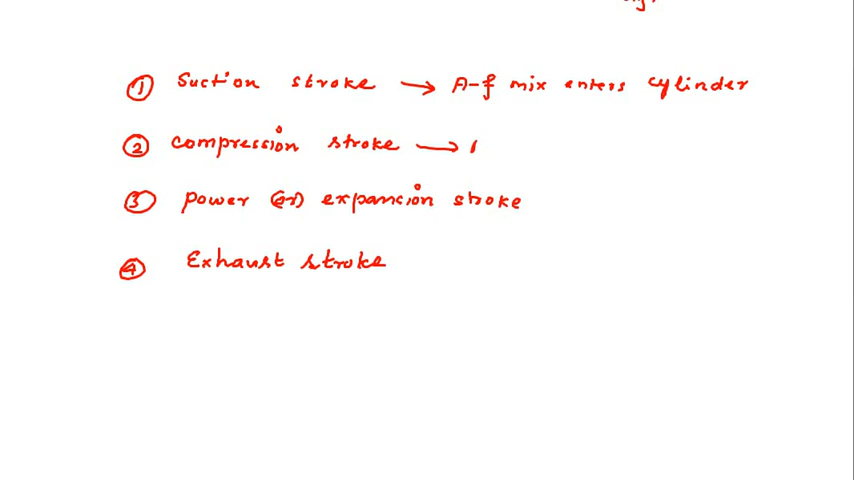 ① Suction stroke → A-f mix enters cylinder
② compression stroke →
③ power (or) expansion stroke
④ Exhaust stroke